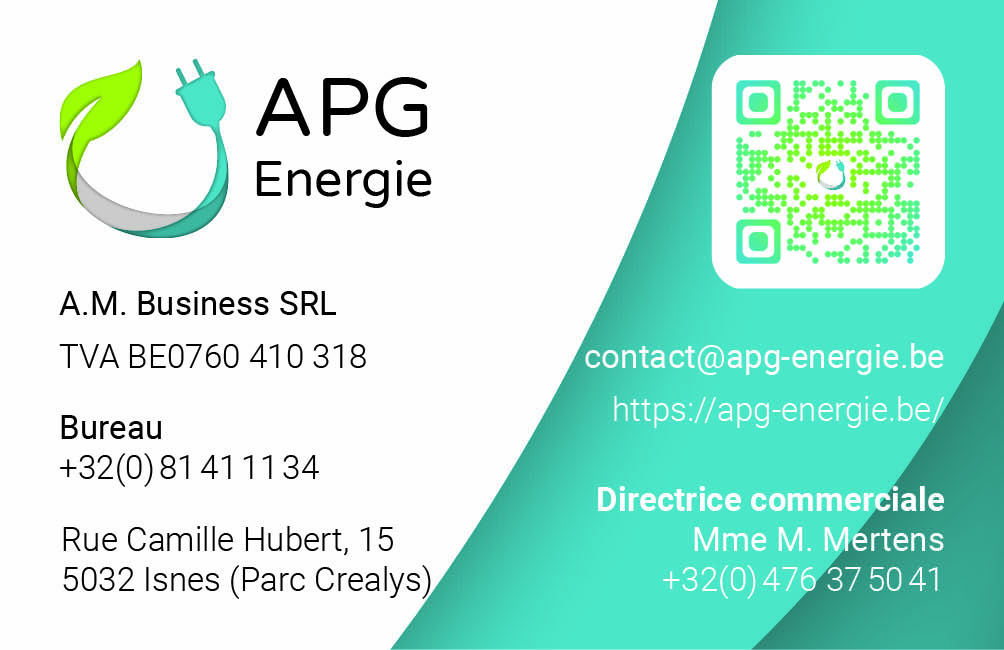 APG
Energie
A.M. Business SRL
TVA BE0760 410 318
Bureau
+32(0) 81 41 11 34
Rue Camille Hubert, 15
5032 Isnes (Parc Crealys)
contact@apg-energie.be
https://apg-energie.be/
Directrice commerciale
Mme M. Mertens
+32(0) 476 37 50 41